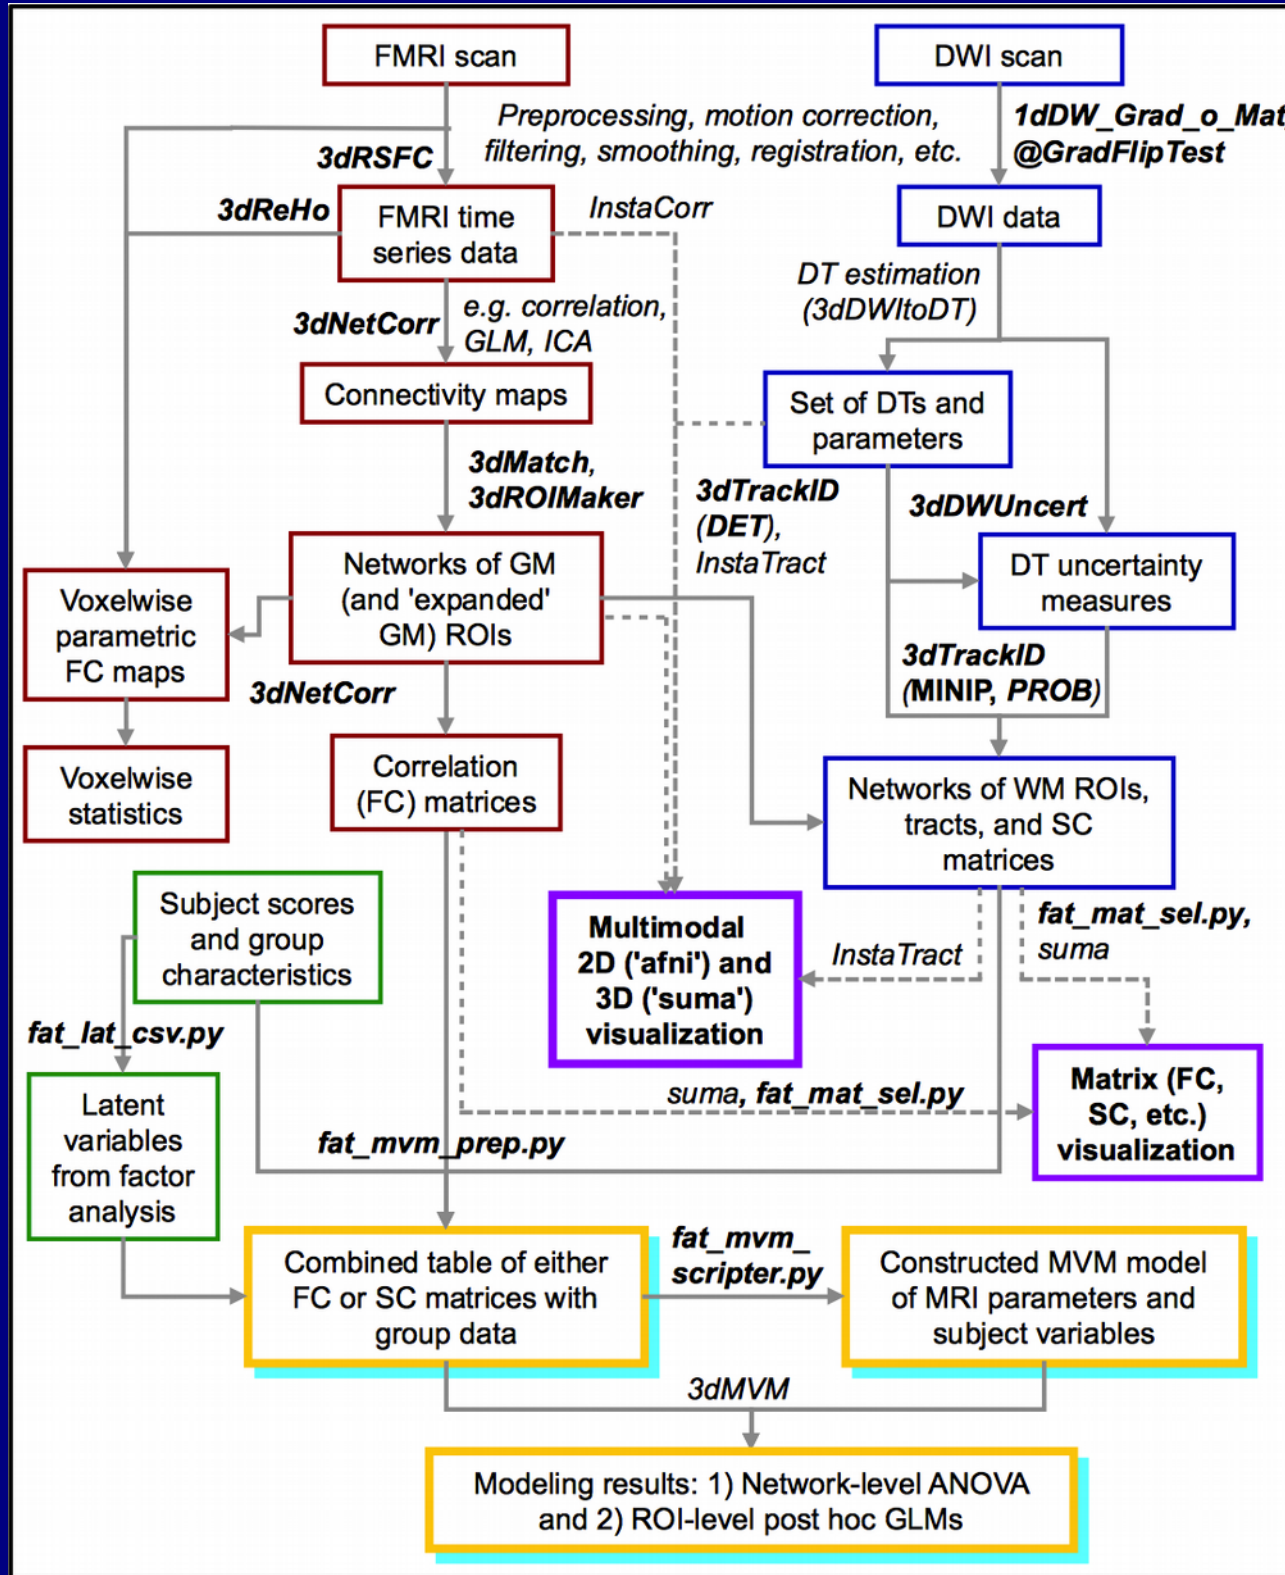 FMRI scan
DWI scan
Preprocessing, motion correction,
filtering, smoothing, registration, etc.
1dDW_Grad_o_Mat,
@GradFlipTest
3dRSFC
3dReHo
FMRI time
series data
InstaCorr
DWI data
DT estimation
(3dDWItoDT)
3dNetCorr
e.g. correlation,
GLM, ICA
Connectivity maps
Set of DTs and
parameters
3dMatch,
3dROIMaker
3dTrackID
(DET),
InstaTract
3dDWUncert
Networks of GM
(and 'expanded'
GM) ROIs
DT uncertainty
measures
Voxelwise
parametric
FC maps
3dNetCorr
3dTrackID
(MINIP, PROB)
Voxelwise
statistics
Correlation
(FC) matrices
Networks of WM ROIs,
tracts, and SC
matrices
Subject scores
and group
characteristics
Multimodal
2D ('afni') and
3D ('suma')
visualization
InstaTract
fat_mat_sel.py,
suma
fat_lat_csv.py
Latent
variables
from factor
analysis
suma, fat_mat_sel.py
Matrix (FC,
SC, etc.)
visualization
fat_mvm_prep.py
Combined table of either
FC or SC matrices with
group data
fat_mvm_
scripter.py
Constructed MVM model
of MRI parameters and
subject variables
3dMVM
Modeling results: 1) Network-level ANOVA
and 2) ROI-level post hoc GLMs